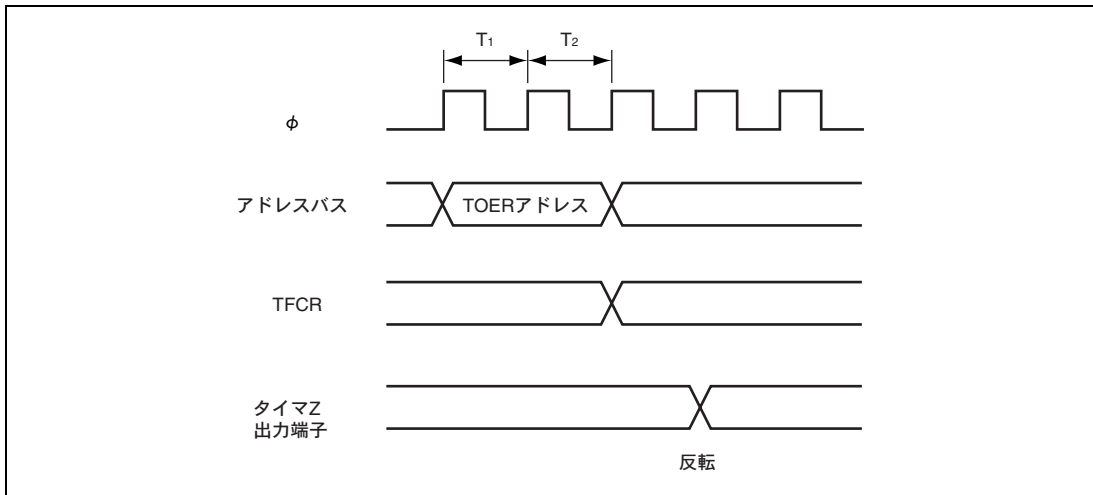 T1 T2
φ
アドレスバス TOERアドレス
TFCR
タイマZ
出力端子
反転